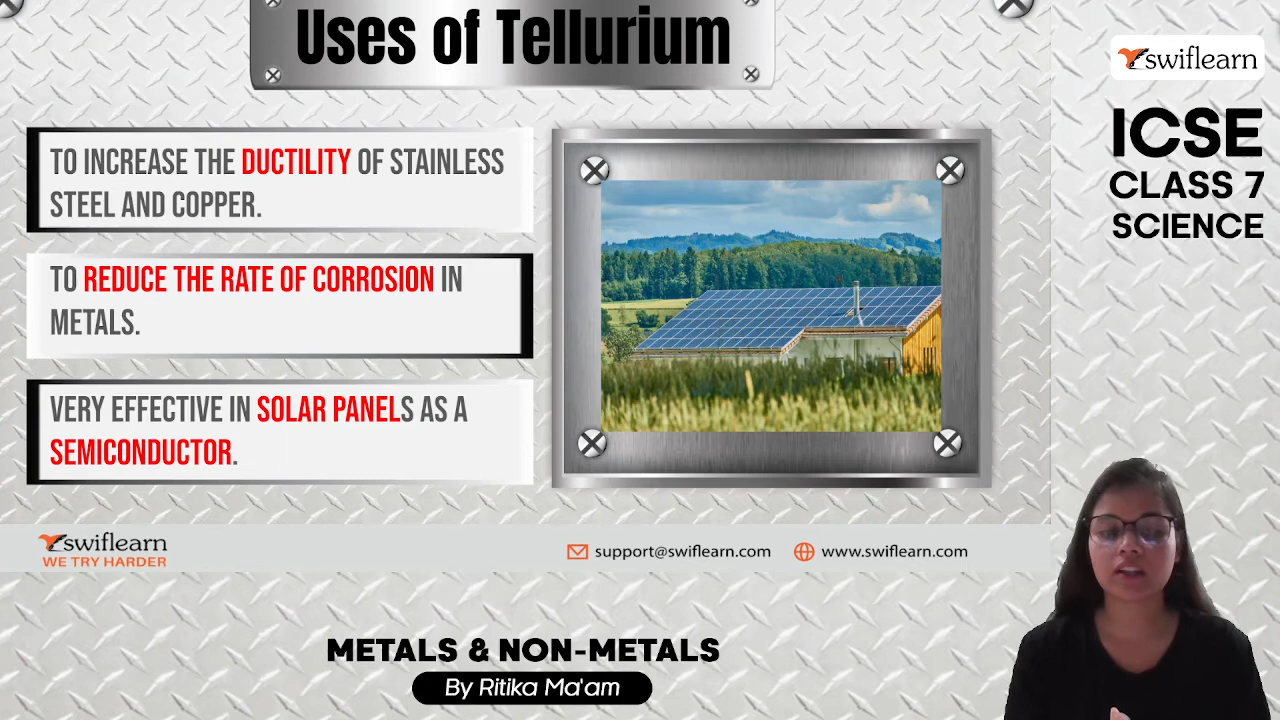 Uses of Tellurium
swiflearn
ICSE
CLASS 7
SCIENCE
TO INCREASE THE DUCTILITY OF STAINLESS
STEEL AND COPPER.
TO REDUCE THE RATE OF CORROSION IN
METALS.
VERY EFFECTIVE IN SOLAR PANELS AS A
SEMICONDUCTOR.
swiflearn
WE TRY HARDER
support@swiflearn.com
www.swiflearn.com
METALS & NON-METALS
By Ritika Ma'am